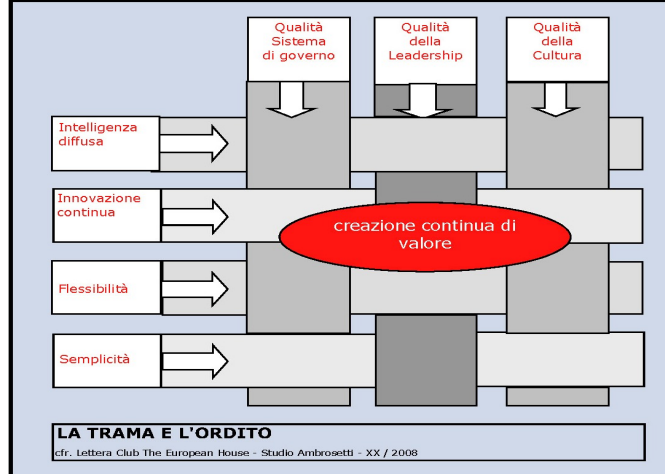 Qualità
Sistema
di governo
Qualità
della
Leadership
Qualità
della
Cultura
Intelligenza
diffusa
Innovazione
continua
creazione continua di
valore
Flessibilità
Semplicità
LA TRAMA E L'ORDITO
cfr. Lettera Club The European House - Studio Ambrosetti - XX / 2008